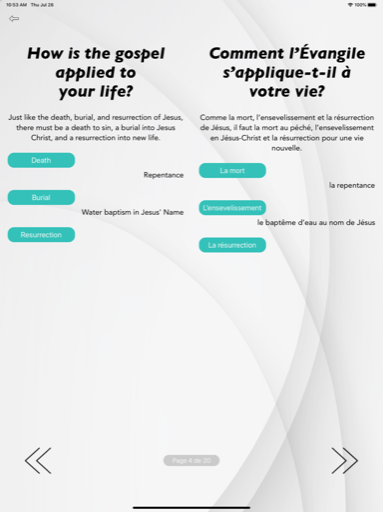 10:53 AM Thu Jul 28
100%
How is the gospel
applied to
your life?
Just like the death, burial, and resurrection of Jesus,
there must be a death to sin, a burial into Jesus
Christ, and a resurrection into new life.
Death
Repentance
Burial
Water baptism in Jesus' Name
Resurrection
Comment l'Évangile
s'applique-t-il à
votre vie?
Comme la mort, l'ensevelissement et la résurrection
de Jésus, il faut la mort au péché, l'ensevelissement
en Jésus-Christ et la résurrection pour une vie
nouvelle.
La mort
la repentance
L'ensevelissement
le baptême d'eau au nom de Jésus
La résurrection